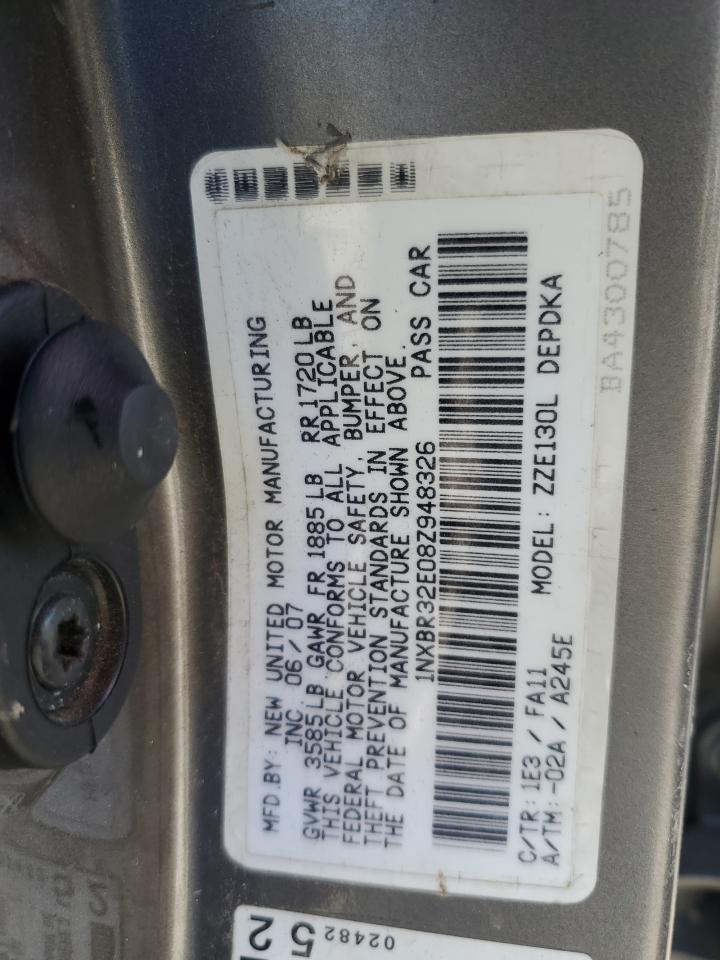 MFD.BY: NEW UNITED MOTOR MANUFACTURING
INC 06/07
GVWR 3585LB GAWR FR 1885LB RR1720LB
THIS VEHICLE CONFORMS TO ALL APPLICABLE
FEDERAL MOTOR VEHICLE SAFETY, BUMPER, AND
THEFT PREVENTION STANDARDS IN EFFECT ON
THE DATE OF MANUFACTURE SHOWN ABOVE.
1NXBR32E08Z948326 PASS CAR
C/TR: 1E3 / FA11 MODEL: ZZE130L DEPDKA
A/TM: -02A / A245E
BA4300785
02482